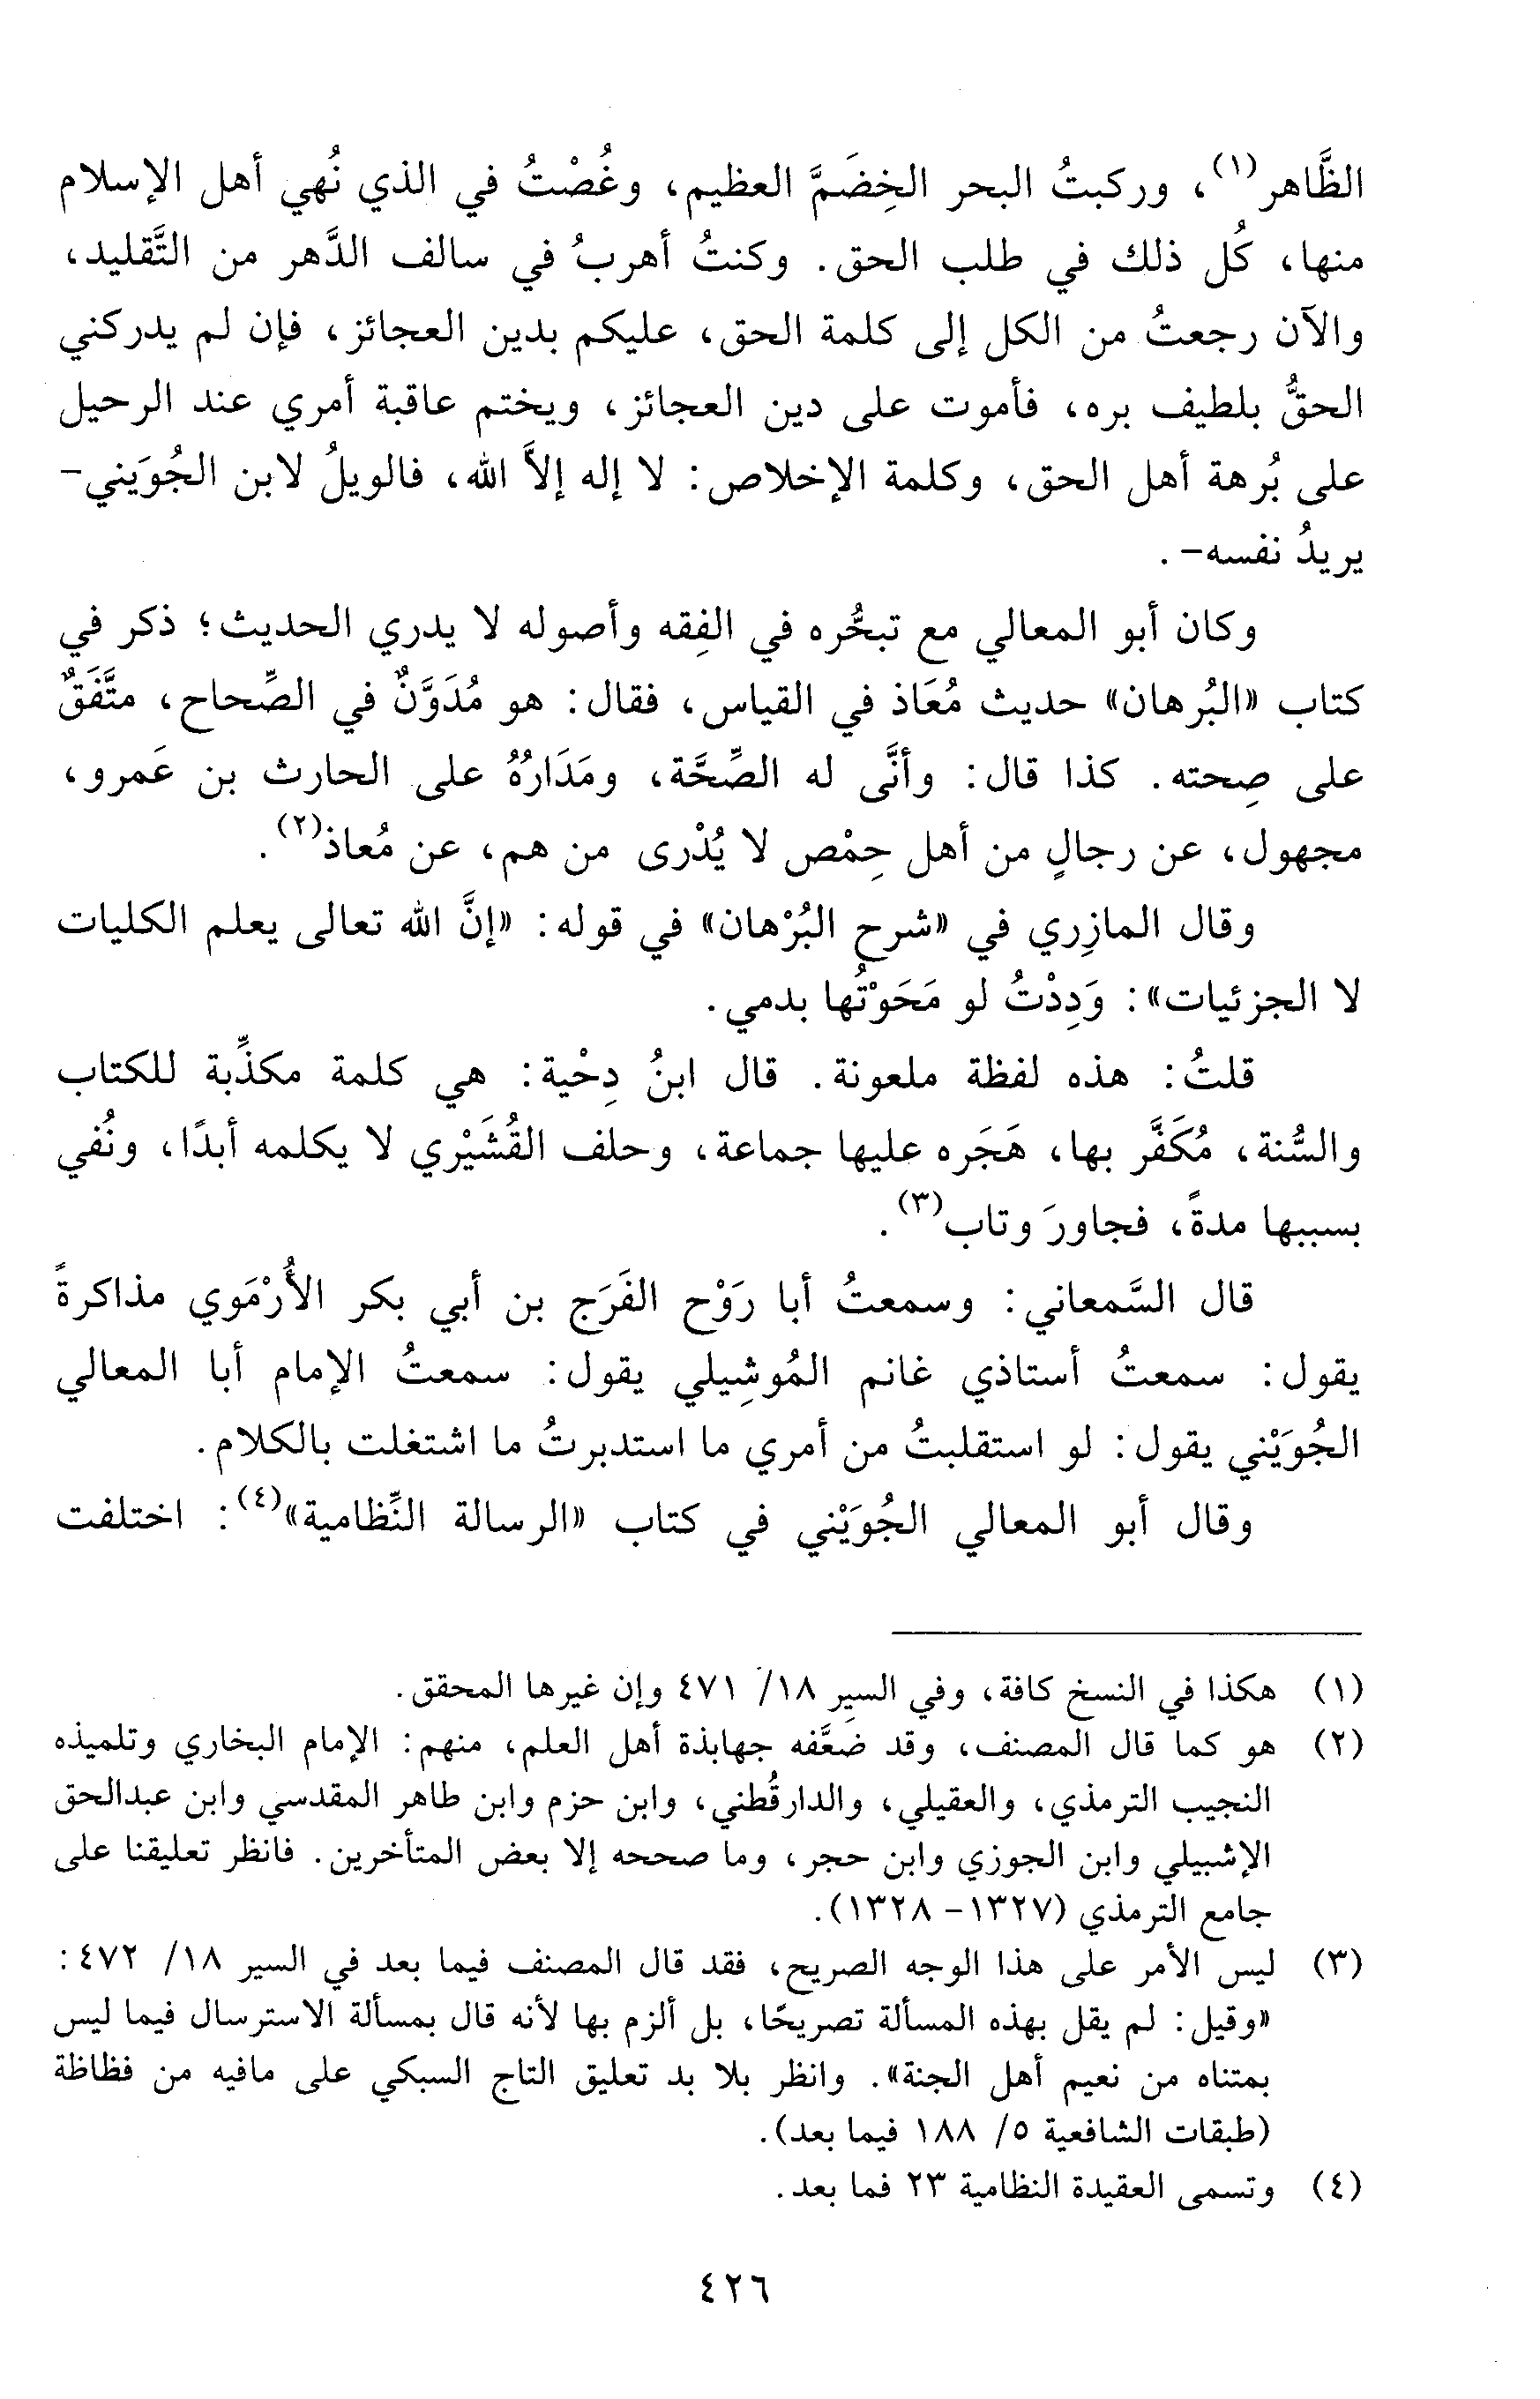 الظَّاهر(١)، وركبتُ البحر الخِضَمَّ العظيم، وغُصْتُ في الذي نُهي أهل الإسلام
منها، كُل ذلك في طلب الحق. وكنتُ أهربُ في سالف الدَّهر من التَّقليد،
والآن رجعتُ من الكل إلى كلمة الحق، عليكم بدين العجائز، فإن لم يدركني
الحقُّ بلطيف بره، فأموت على دين العجائز، ويختم عاقبة أمري عند الرحيل
على بُرهة أهل الحق، وكلمة الإخلاص: لا إله إلاَّ الله، فالويلُ لابن الجُوَيني-
يريدُ نفسه-.
وكان أبو المعالي مع تبحُّره في الفِقه وأصوله لا يدري الحديث؛ ذكر في
كتاب «البُرهان» حديث مُعَاذ في القياس، فقال: هو مُدَوَّنٌ في الصِّحاح، متَّفَقٌ
على صِحته. كذا قال: وأنَّى له الصِّحَّة، ومَدَارُهُ على الحارث بن عَمرو،
مجهول، عن رجالٍ من أهل حِمْص لا يُدْرى من هم، عن مُعاذ(٢).
وقال المازِري في «شرح البُرْهان» في قوله: «إنَّ الله تعالى يعلم الكليات
لا الجزئيات»: وَدِدْتُ لو مَحَوْتُها بدمي.
قلتُ: هذه لفظة ملعونة. قال ابنُ دِحْية: هي كلمة مكذِّبة للكتاب
والسُّنة، مُكَفَّر بها، هَجَره عليها جماعة، وحلف القُشَيْري لا يكلمه أبدًا، ونُفي
بسببها مدةً، فجاورَ وتاب(٣).
قال السَّمعاني: وسمعتُ أبا رَوْح الفَرَج بن أبي بكر الأُرْمَوي مذاكرةً
يقول: سمعتُ أستاذي غانم المُوشِيلي يقول: سمعتُ الإمام أبا المعالي
الجُوَيْني يقول: لو استقلبتُ من أمري ما استدبرتُ ما اشتغلت بالكلام.
وقال أبو المعالي الجُوَيْني في كتاب «الرسالة النِّظامية»(٤): اختلفت
(١) هكذا في النسخ كافة، وفي السير ١٨/ ٤٧١ وإن غيرها المحقق.
(٢) هو كما قال المصنف، وقد ضعَّفه جهابذة أهل العلم، منهم: الإمام البخاري وتلميذه
النجيب الترمذي، والعقيلي، والدارقُطني، وابن حزم وابن طاهر المقدسي وابن عبدالحق
الإشبيلي وابن الجوزي وابن حجر، وما صححه إلا بعض المتأخرين. فانظر تعليقنا على
جامع الترمذي (١٣٢٧- ١٣٢٨).
(٣) ليس الأمر على هذا الوجه الصريح، فقد قال المصنف فيما بعد في السير ١٨/ ٤٧٢:
«وقيل: لم يقل بهذه المسألة تصريحًا، بل ألزم بها لأنه قال بمسألة الاسترسال فيما ليس
بمتناه من نعيم أهل الجنة». وانظر بلا بد تعليق التاج السبكي على مافيه من فظاظة
(طبقات الشافعية ٥/ ١٨٨ فيما بعد).
(٤) وتسمى العقيدة النظامية ٢٣ فما بعد.
٤٢٦